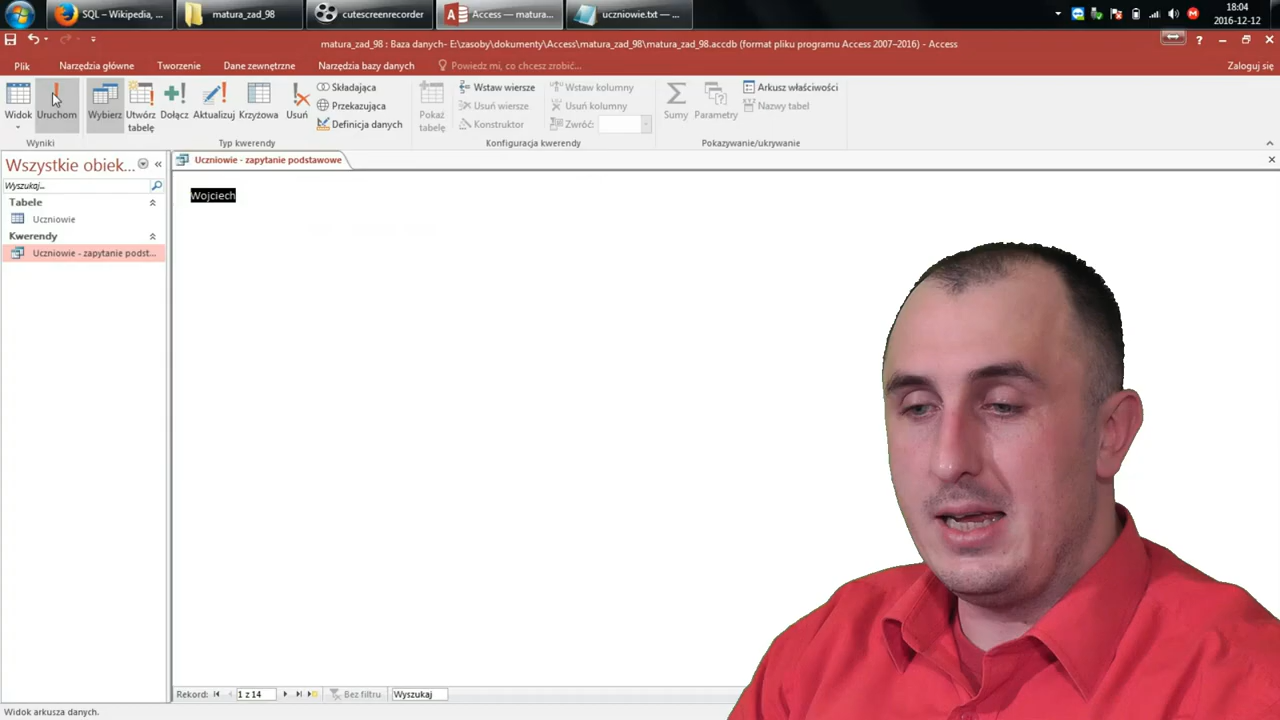 SQL – Wikipedia, ...
matura_zad_98
cutescreenrecorder
Access — matura...
uczniowie.txt — ...
18:04
2016-12-12
matura_zad_98 : Baza danych- E:\zasoby\dokumenty\Access\matura_zad_98\matura_zad_98.accdb (format pliku programu Access 2007–2016) - Access
Plik
Narzędzia główne
Tworzenie
Dane zewnętrzne
Narzędzia bazy danych
Powiedz mi, co chcesz zrobić...
Zaloguj się
Widok
Uruchom
Wyniki
Wybierz
Utwórz tabelę
Dołącz
Aktualizuj
Krzyżowa
Usuń
Składająca
Przekazująca
Definicja danych
Typ kwerendy
Pokaż tabelę
Wstaw wiersze
Usuń wiersze
Konstruktor
Wstaw kolumny
Usuń kolumny
Zwróć:
Konfiguracja kwerendy
Sumy
Parametry
Arkusz właściwości
Nazwy tabel
Pokazywanie/ukrywanie
Wszystkie obiek...
Wyszukaj...
Tabele
Uczniowie
Kwerendy
Uczniowie - zapytanie podst...
Uczniowie - zapytanie podstawowe
Wojciech
Rekord:
1 z 14
Bez filtru
Wyszukaj
Widok arkusza danych.